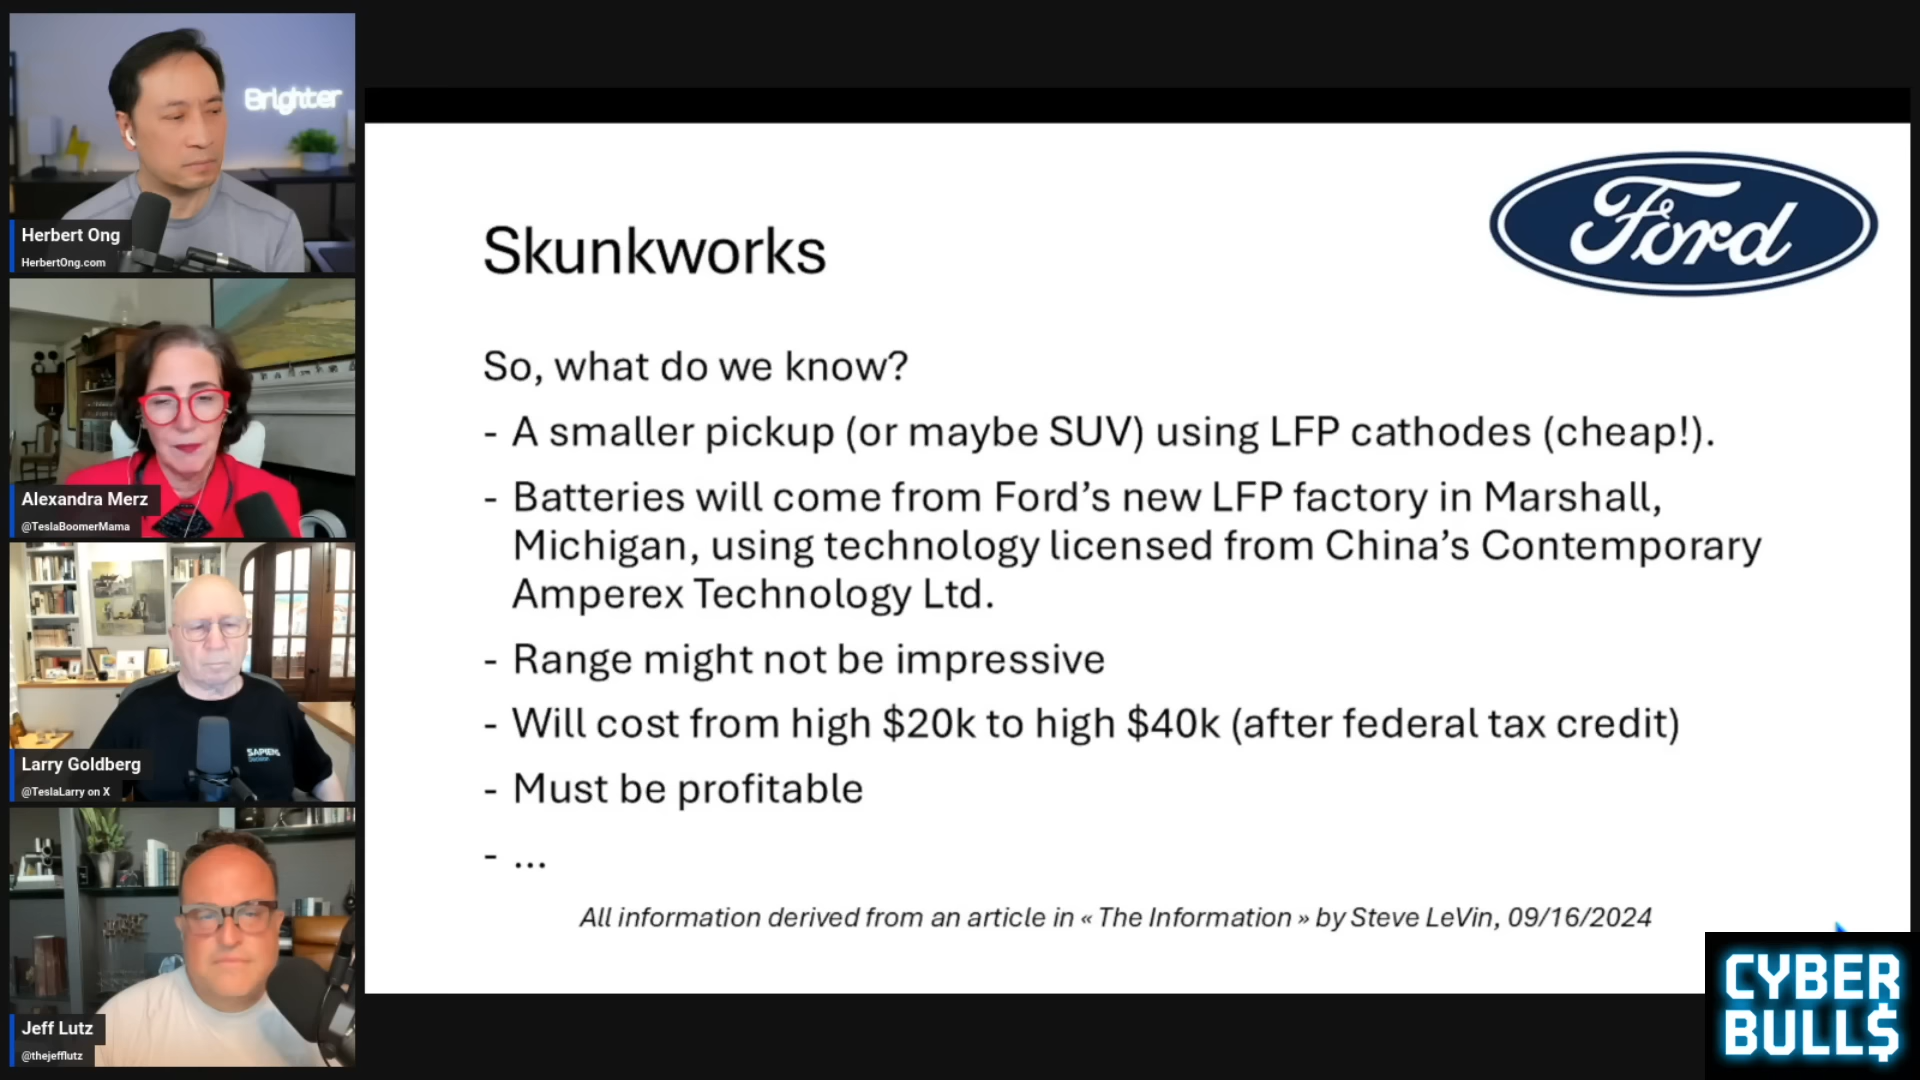 Brighter
Herbert Ong
HerbertOng.com
Alexandra Merz
@TeslaBoomerMama
SAPIENS
Larry Goldberg
@TeslaLarry on X
Jeff Lutz
@thejefflutz
Ford
Skunkworks
So, what do we know?
- A smaller pickup (or maybe SUV) using LFP cathodes (cheap!).
- Batteries will come from Ford’s new LFP factory in Marshall,
Michigan, using technology licensed from China’s Contemporary
Amperex Technology Ltd.
- Range might not be impressive
- Will cost from high $20k to high $40k (after federal tax credit)
- Must be profitable
- ...
All information derived from an article in « The Information » by Steve LeVin, 09/16/2024
CYBER
BULL$